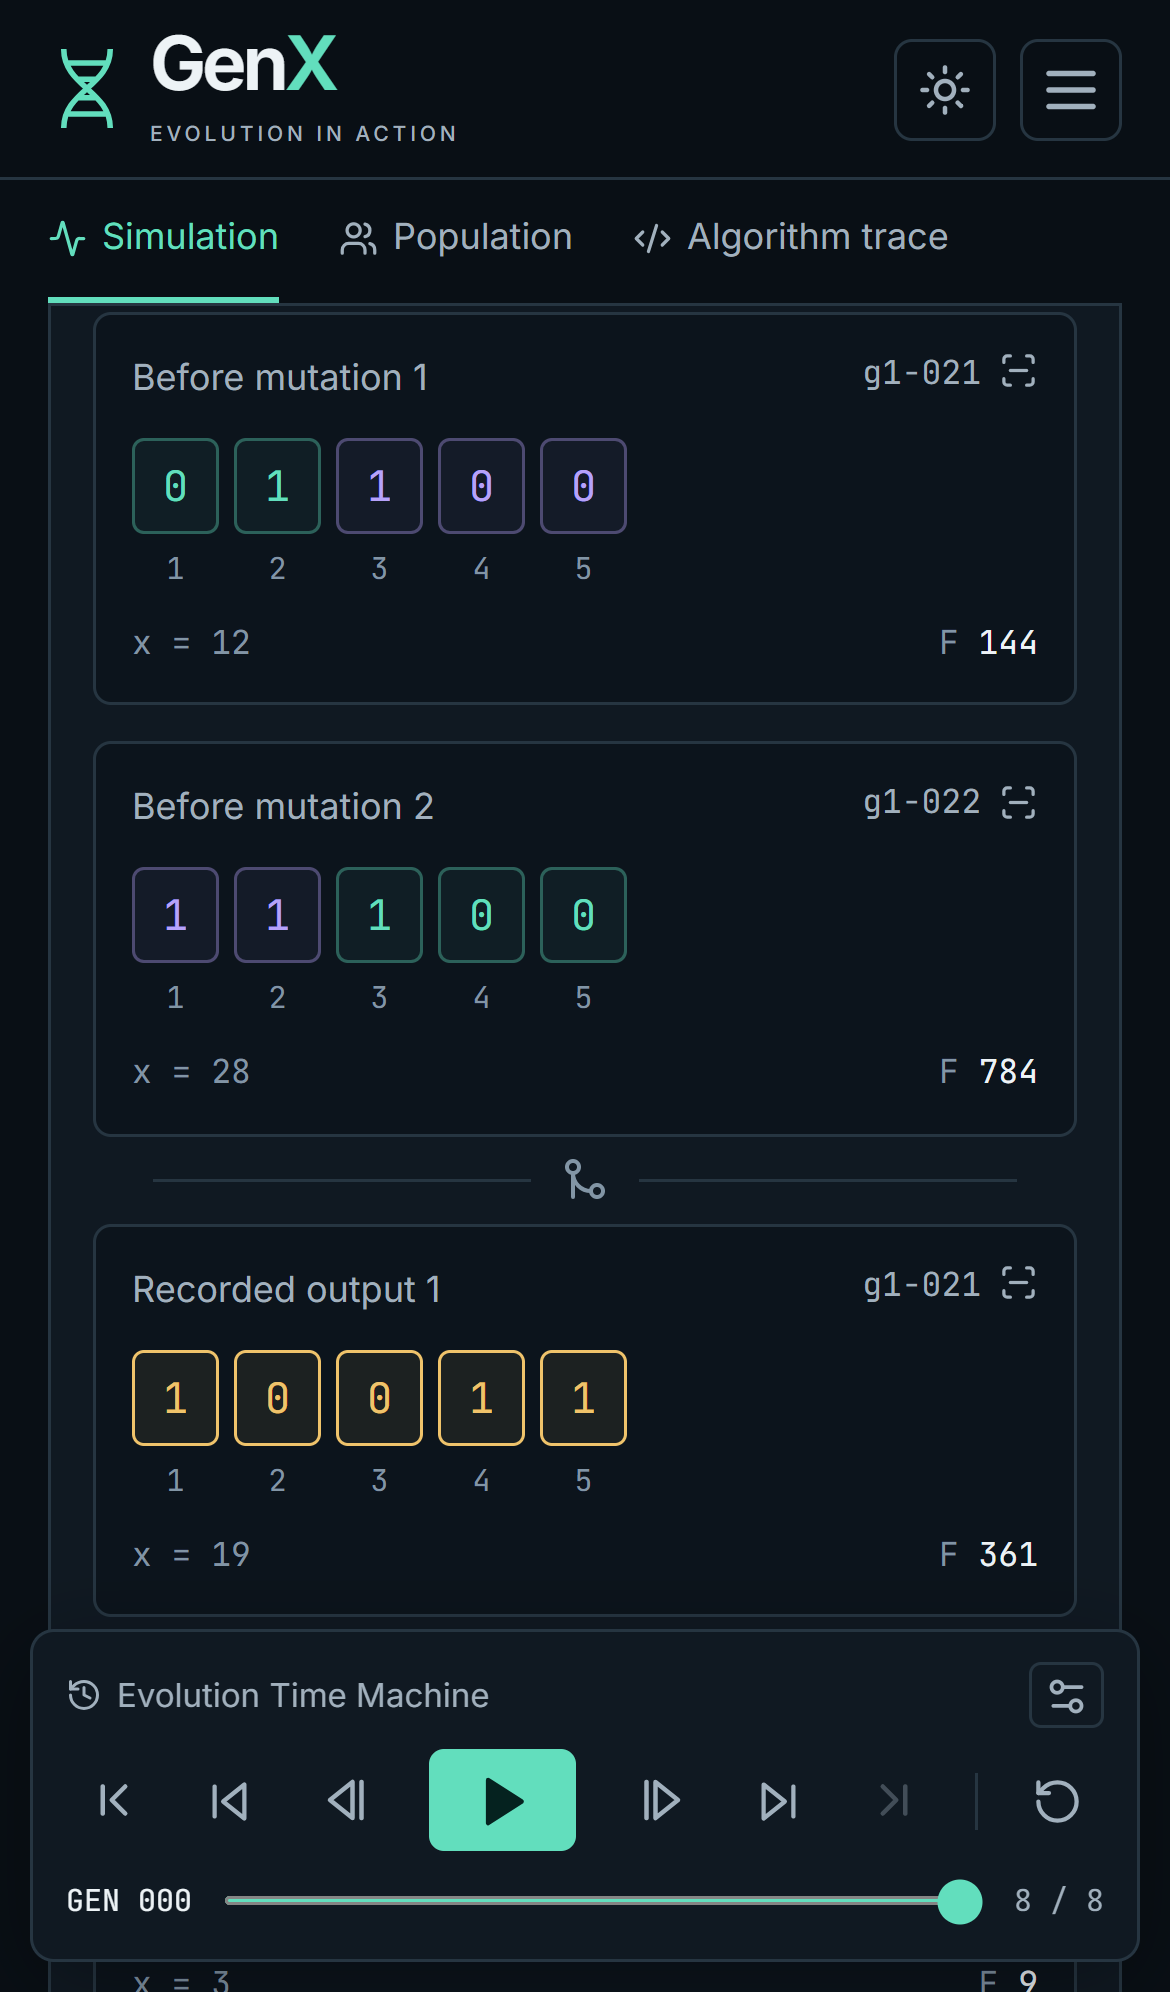 GenX
EVOLUTION IN ACTION
Simulation Population Algorithm trace
Before mutation 1 g1-021
0 1 1 0 0
1 2 3 4 5
x = 12 F 144
Before mutation 2 g1-022
1 1 1 0 0
1 2 3 4 5
x = 28 F 784
Recorded output 1 g1-021
1 0 0 1 1
1 2 3 4 5
x = 19 F 361
Evolution Time Machine
GEN 000 8 / 8
x = 3 F 9